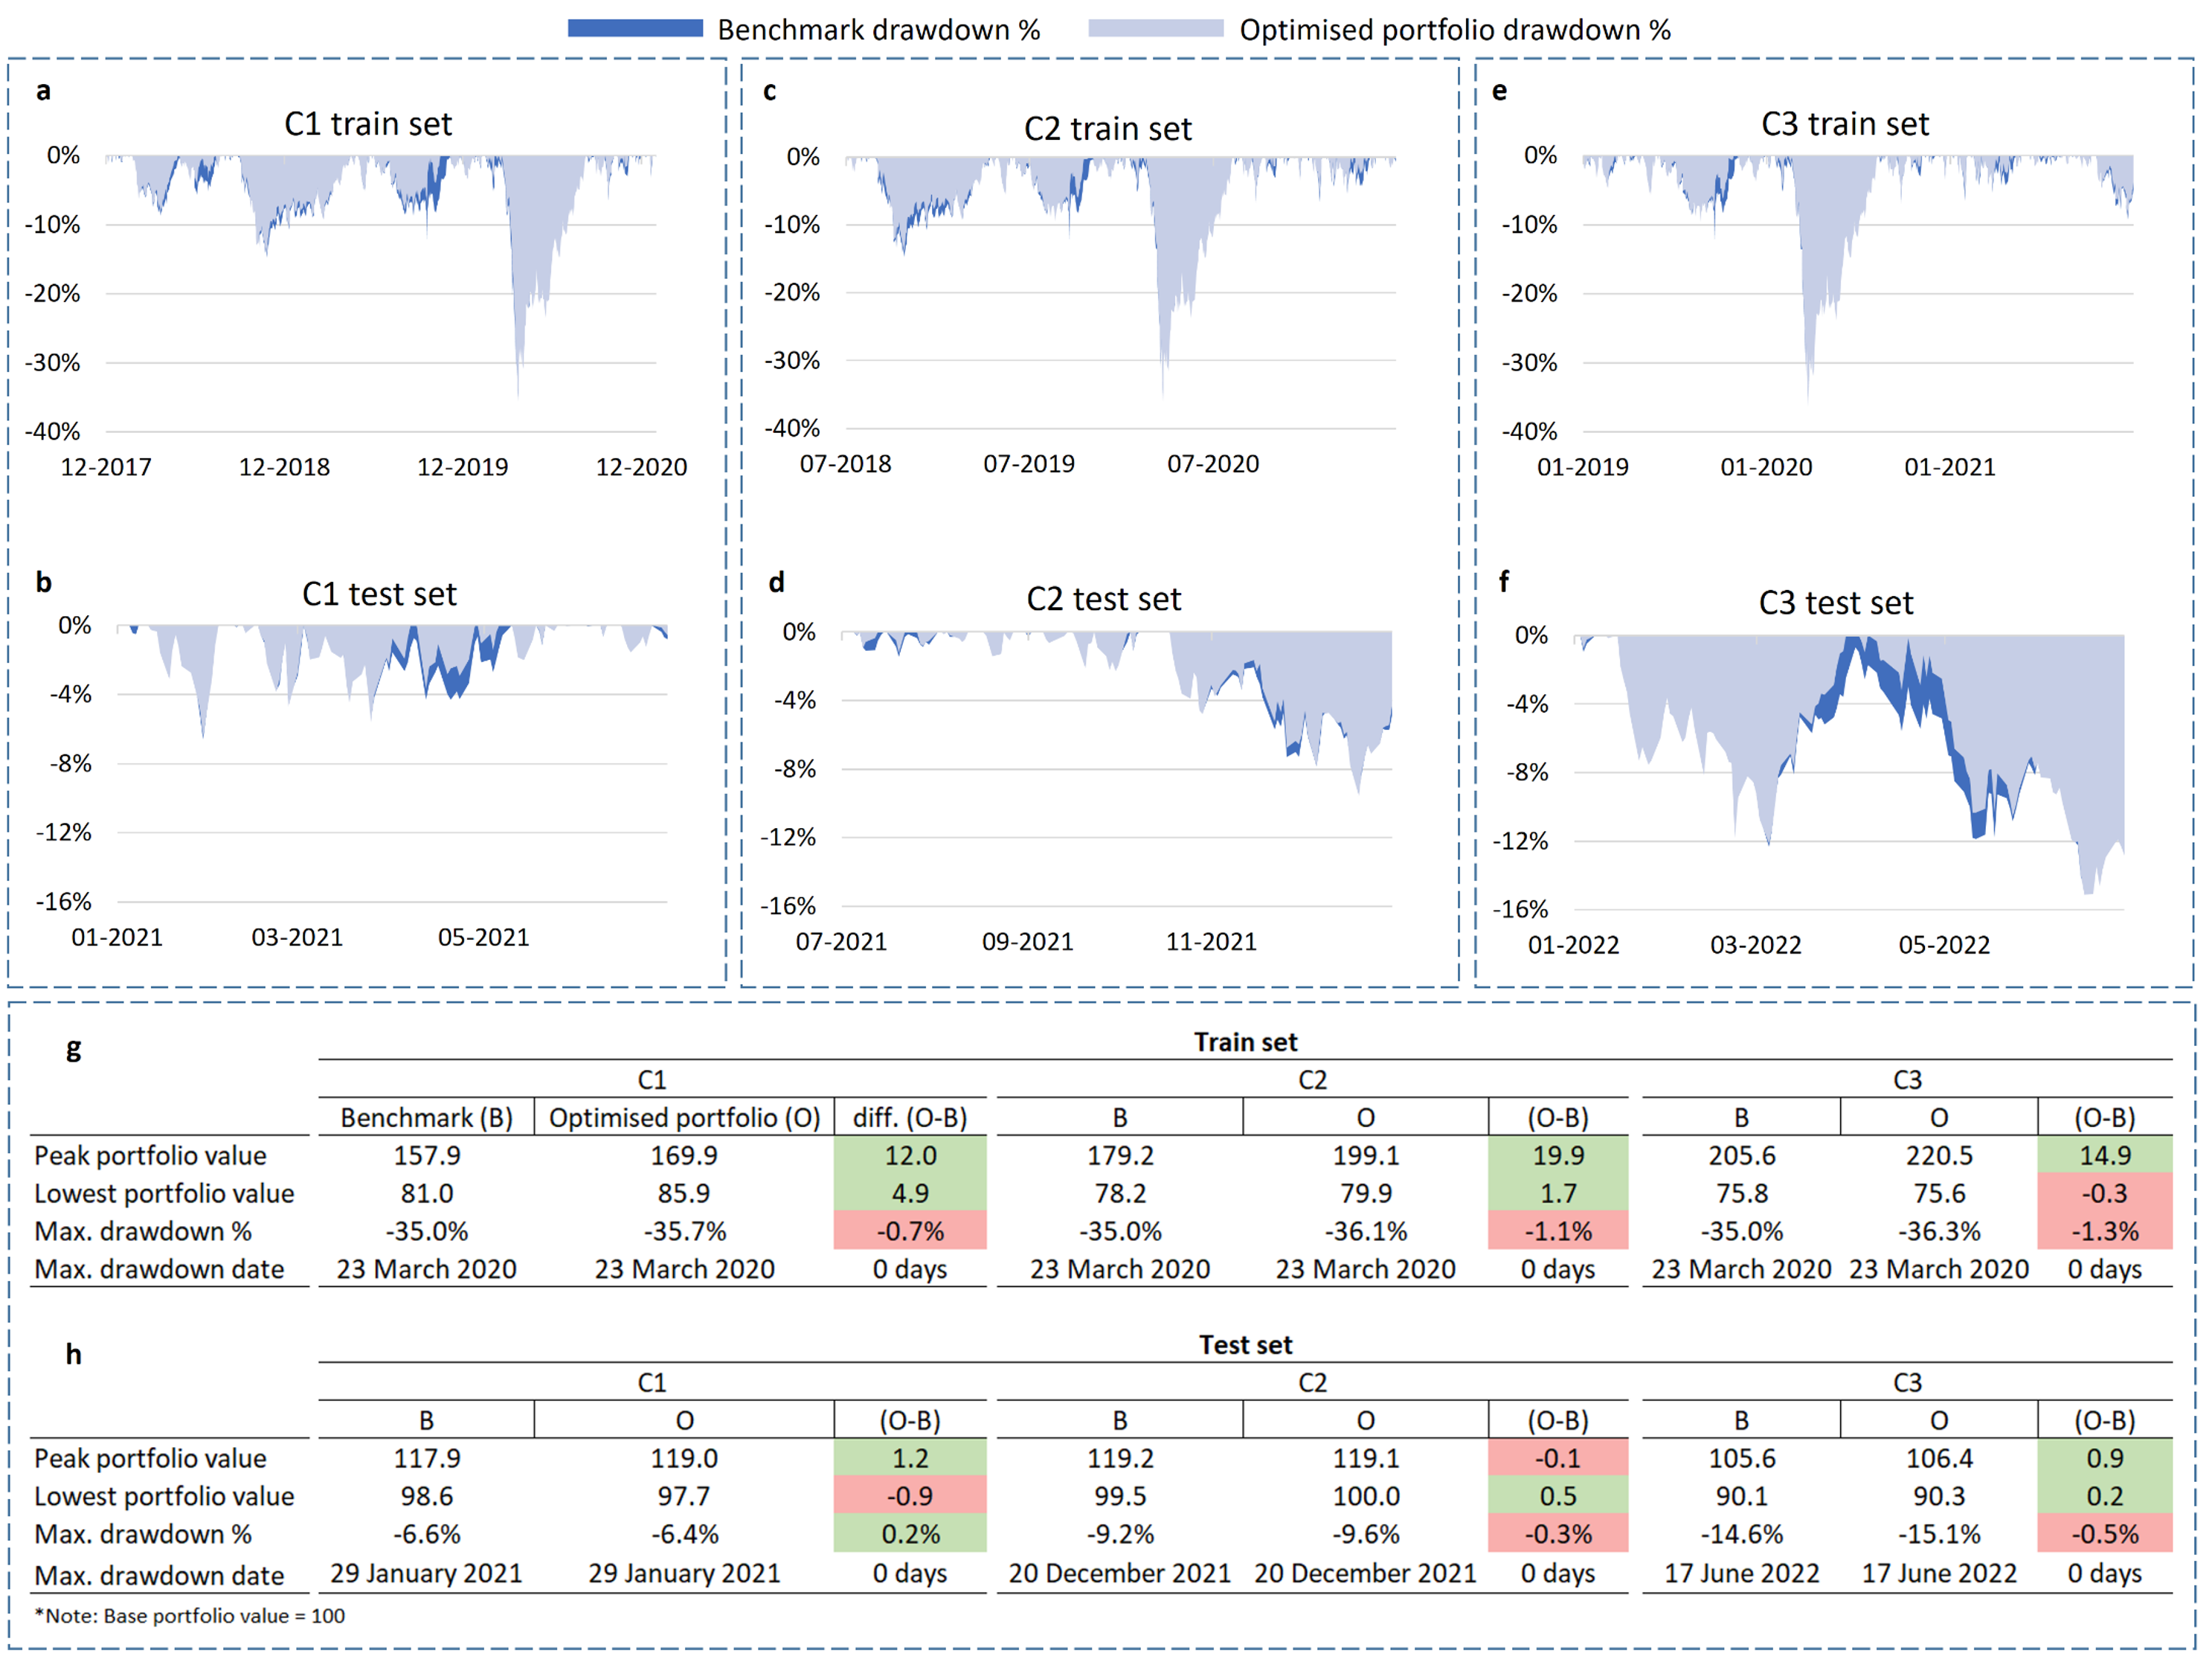 Benchmark drawdown % Optimised portfolio drawdown %
a
C1 train set
0%
-10%
-20%
-30%
-40%
12-2017 12-2018 12-2019 12-2020
b
C1 test set
0%
-4%
-8%
-12%
-16%
01-2021 03-2021 05-2021
c
C2 train set
0%
-10%
-20%
-30%
-40%
07-2018 07-2019 07-2020
d
C2 test set
0%
-4%
-8%
-12%
-16%
07-2021 09-2021 11-2021
e
C3 train set
0%
-10%
-20%
-30%
-40%
01-2019 01-2020 01-2021
f
C3 test set
0%
-4%
-8%
-12%
-16%
01-2022 03-2022 05-2022
g
Train set
C1 C2 C3
Benchmark (B) Optimised portfolio (O) diff. (O-B) B O (O-B) B O (O-B)
Peak portfolio value 157.9 169.9 12.0 179.2 199.1 19.9 205.6 220.5 14.9
Lowest portfolio value 81.0 85.9 4.9 78.2 79.9 1.7 75.8 75.6 -0.3
Max. drawdown % -35.0% -35.7% -0.7% -35.0% -36.1% -1.1% -35.0% -36.3% -1.3%
Max. drawdown date 23 March 2020 23 March 2020 0 days 23 March 2020 23 March 2020 0 days 23 March 2020 23 March 2020 0 days
h
Test set
C1 C2 C3
B O (O-B) B O (O-B) B O (O-B)
Peak portfolio value 117.9 119.0 1.2 119.2 119.1 -0.1 105.6 106.4 0.9
Lowest portfolio value 98.6 97.7 -0.9 99.5 100.0 0.5 90.1 90.3 0.2
Max. drawdown % -6.6% -6.4% 0.2% -9.2% -9.6% -0.3% -14.6% -15.1% -0.5%
Max. drawdown date 29 January 2021 29 January 2021 0 days 20 December 2021 20 December 2021 0 days 17 June 2022 17 June 2022 0 days
*Note: Base portfolio value = 100